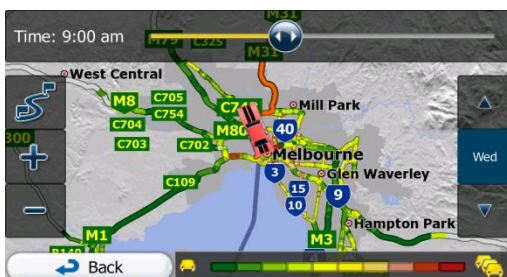 M31
Time: 9:00 am
M79 C325
M31
West Central
M8 C705
C754
C704
C703
C702
M80
40
Mill Park
300
Melbourne
Wed
3
Glen Waverley
C109
15
10
9
Hampton Park
M1
M3
Back